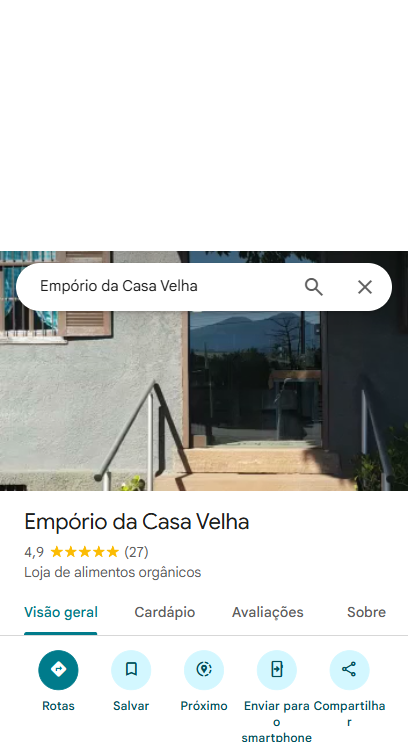 Empório da Casa Velha
Empório da Casa Velha
4,9 ★★★★★ (27)
Loja de alimentos orgânicos
Visão geral Cardápio Avaliações Sobre
Rotas Salvar Próximo Enviar para Compartilha
o r
smartphone